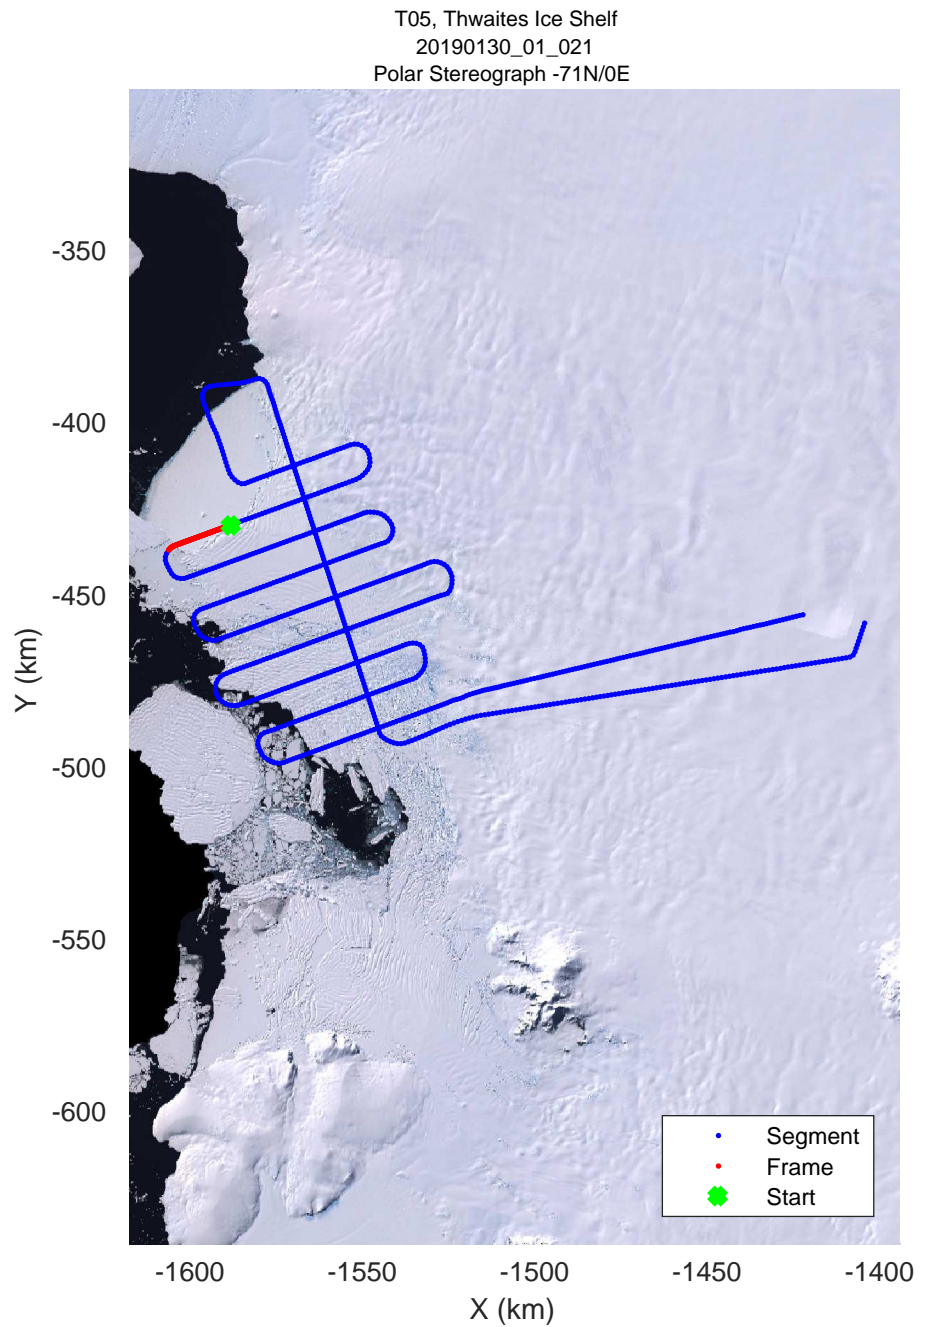 T05, Thwaites Ice Shelf
20190130_01_021
Polar Stereograph -71N/0E
-350
-400
-450
-500
-550
-600
Y (km)
Segment
Frame
Start
-1600
-1550
-1500
-1450
-1400
X (km)